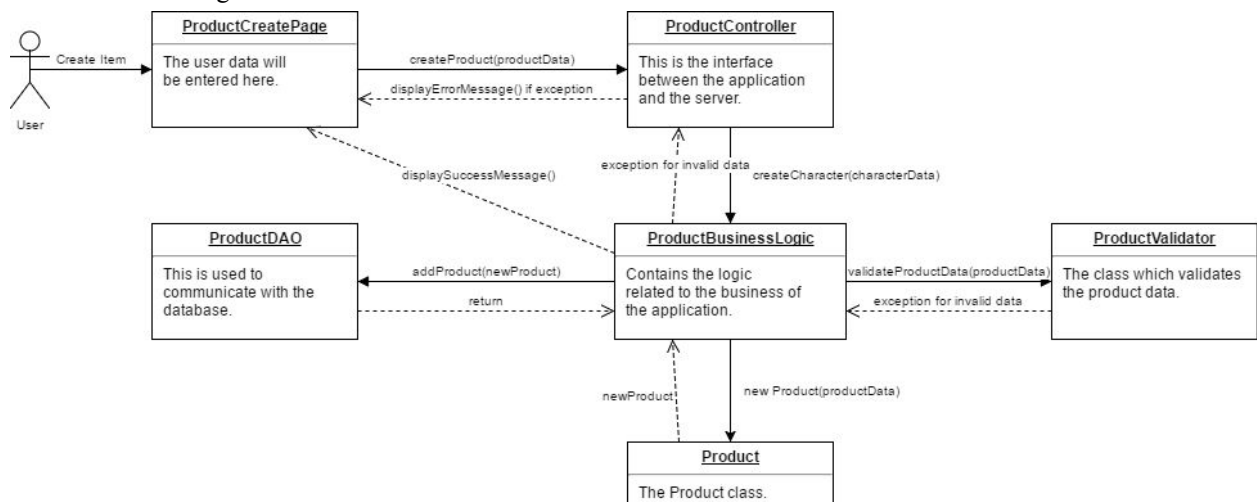 ProductCreatePage
The user data will
be entered here.
Create Item
User
createProduct(productData)
displayErrorMessage() if exception
ProductController
This is the interface
between the application
and the server.
displaySuccessMessage()
exception for invalid data
createCharacter(characterData)
ProductDAO
This is used to
communicate with the
database.
addProduct(newProduct)
return
ProductBusinessLogic
Contains the logic
related to the business of
the application.
validateProductData(productData)
exception for invalid data
ProductValidator
The class which validates
the product data.
newProduct
new Product(productData)
Product
The Product class.